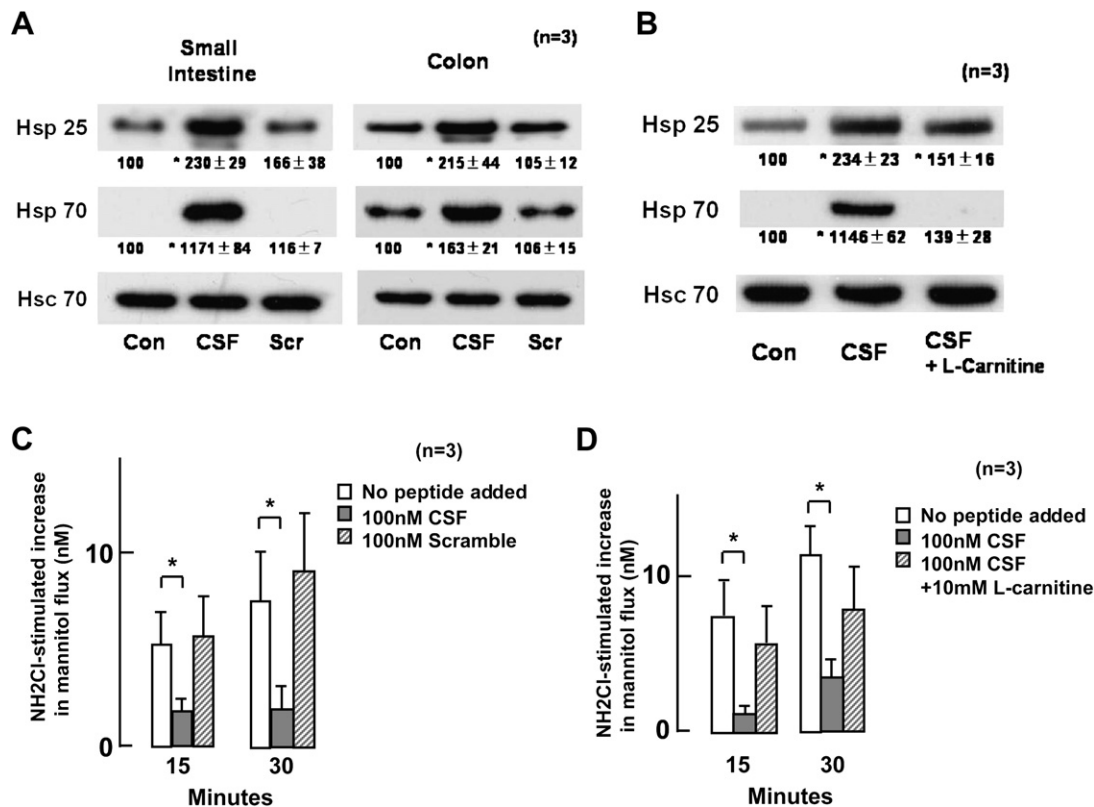 A
Small
Intestine
Colon
(n=3)
Hsp 25
100 * 230 ± 29 166 ± 38 100 * 215 ± 44 105 ± 12
Hsp 70
100 * 1171 ± 84 116 ± 7 100 * 163 ± 21 106 ± 15
Hsc 70
Con CSF Scr Con CSF Scr
B
(n=3)
Hsp 25
100 * 234 ± 23 * 151 ± 16
Hsp 70
100 * 1146 ± 62 139 ± 28
Hsc 70
Con CSF CSF
+ L-Carnitine
C
(n=3)
NH2Cl-stimulated increase
in mannitol flux (nM)
No peptide added
100nM CSF
100nM Scramble
* *
10
0
15 30
Minutes
D
(n=3)
NH2Cl-stimulated increase
in mannitol flux (nM)
No peptide added
100nM CSF
100nM CSF
+10mM L-carnitine
* *
10
0
15 30
Minutes